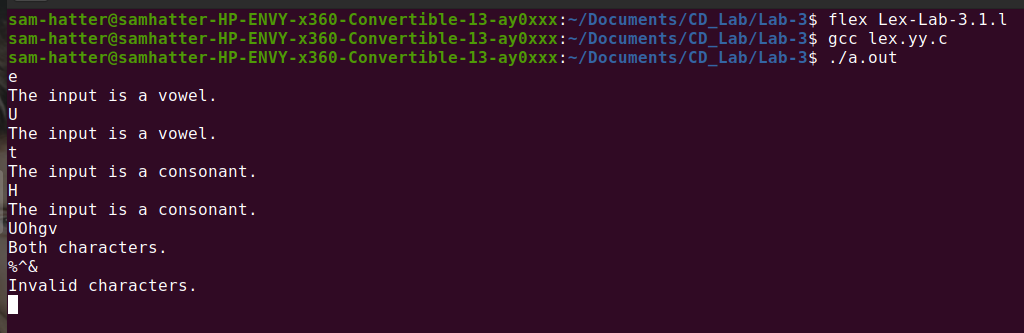 sam-hatter@samhatter-HP-ENVY-x360-Convertible-13-ay0xxx:~/Documents/CD_Lab/Lab-3$ flex Lex-Lab-3.1.l
sam-hatter@samhatter-HP-ENVY-x360-Convertible-13-ay0xxx:~/Documents/CD_Lab/Lab-3$ gcc lex.yy.c
sam-hatter@samhatter-HP-ENVY-x360-Convertible-13-ay0xxx:~/Documents/CD_Lab/Lab-3$ ./a.out
e
The input is a vowel.
U
The input is a vowel.
t
The input is a consonant.
H
The input is a consonant.
UOhgv
Both characters.
%^&
Invalid characters.